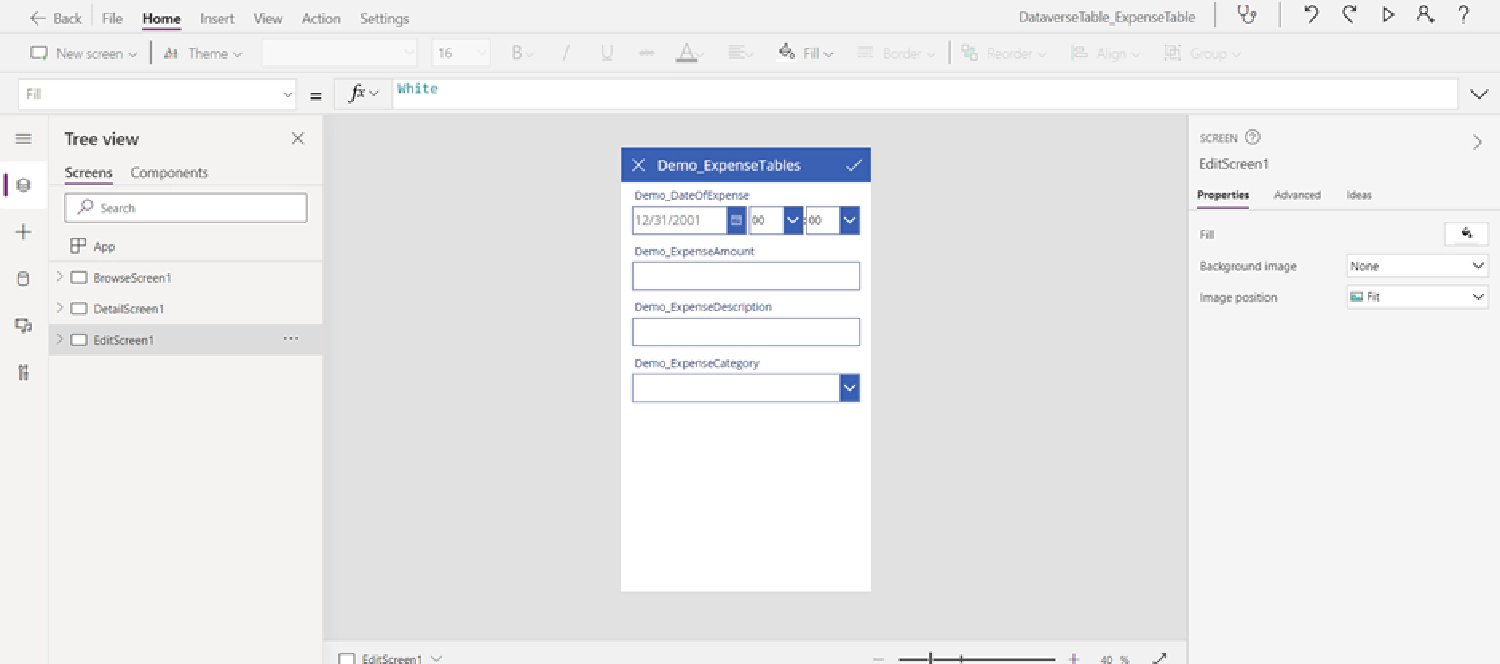 Back File Home Insert View Action Settings DataverseTable_ExpenseTable ?
New screen Theme 16 B / U abc A Fill Border Reorder Align Group
Fill = fx White
Tree view
Screens Components
Search
App
BrowseScreen1
DetailScreen1
EditScreen1 ...
Demo_ExpenseTables
Demo_DateOfExpense
12/31/2001 00 : 00
Demo_ExpenseAmount
Demo_ExpenseDescription
Demo_ExpenseCategory
SCREEN ?
EditScreen1
Properties Advanced Ideas
Fill
Background image None
Image position Fit
EditScreen1 40 %